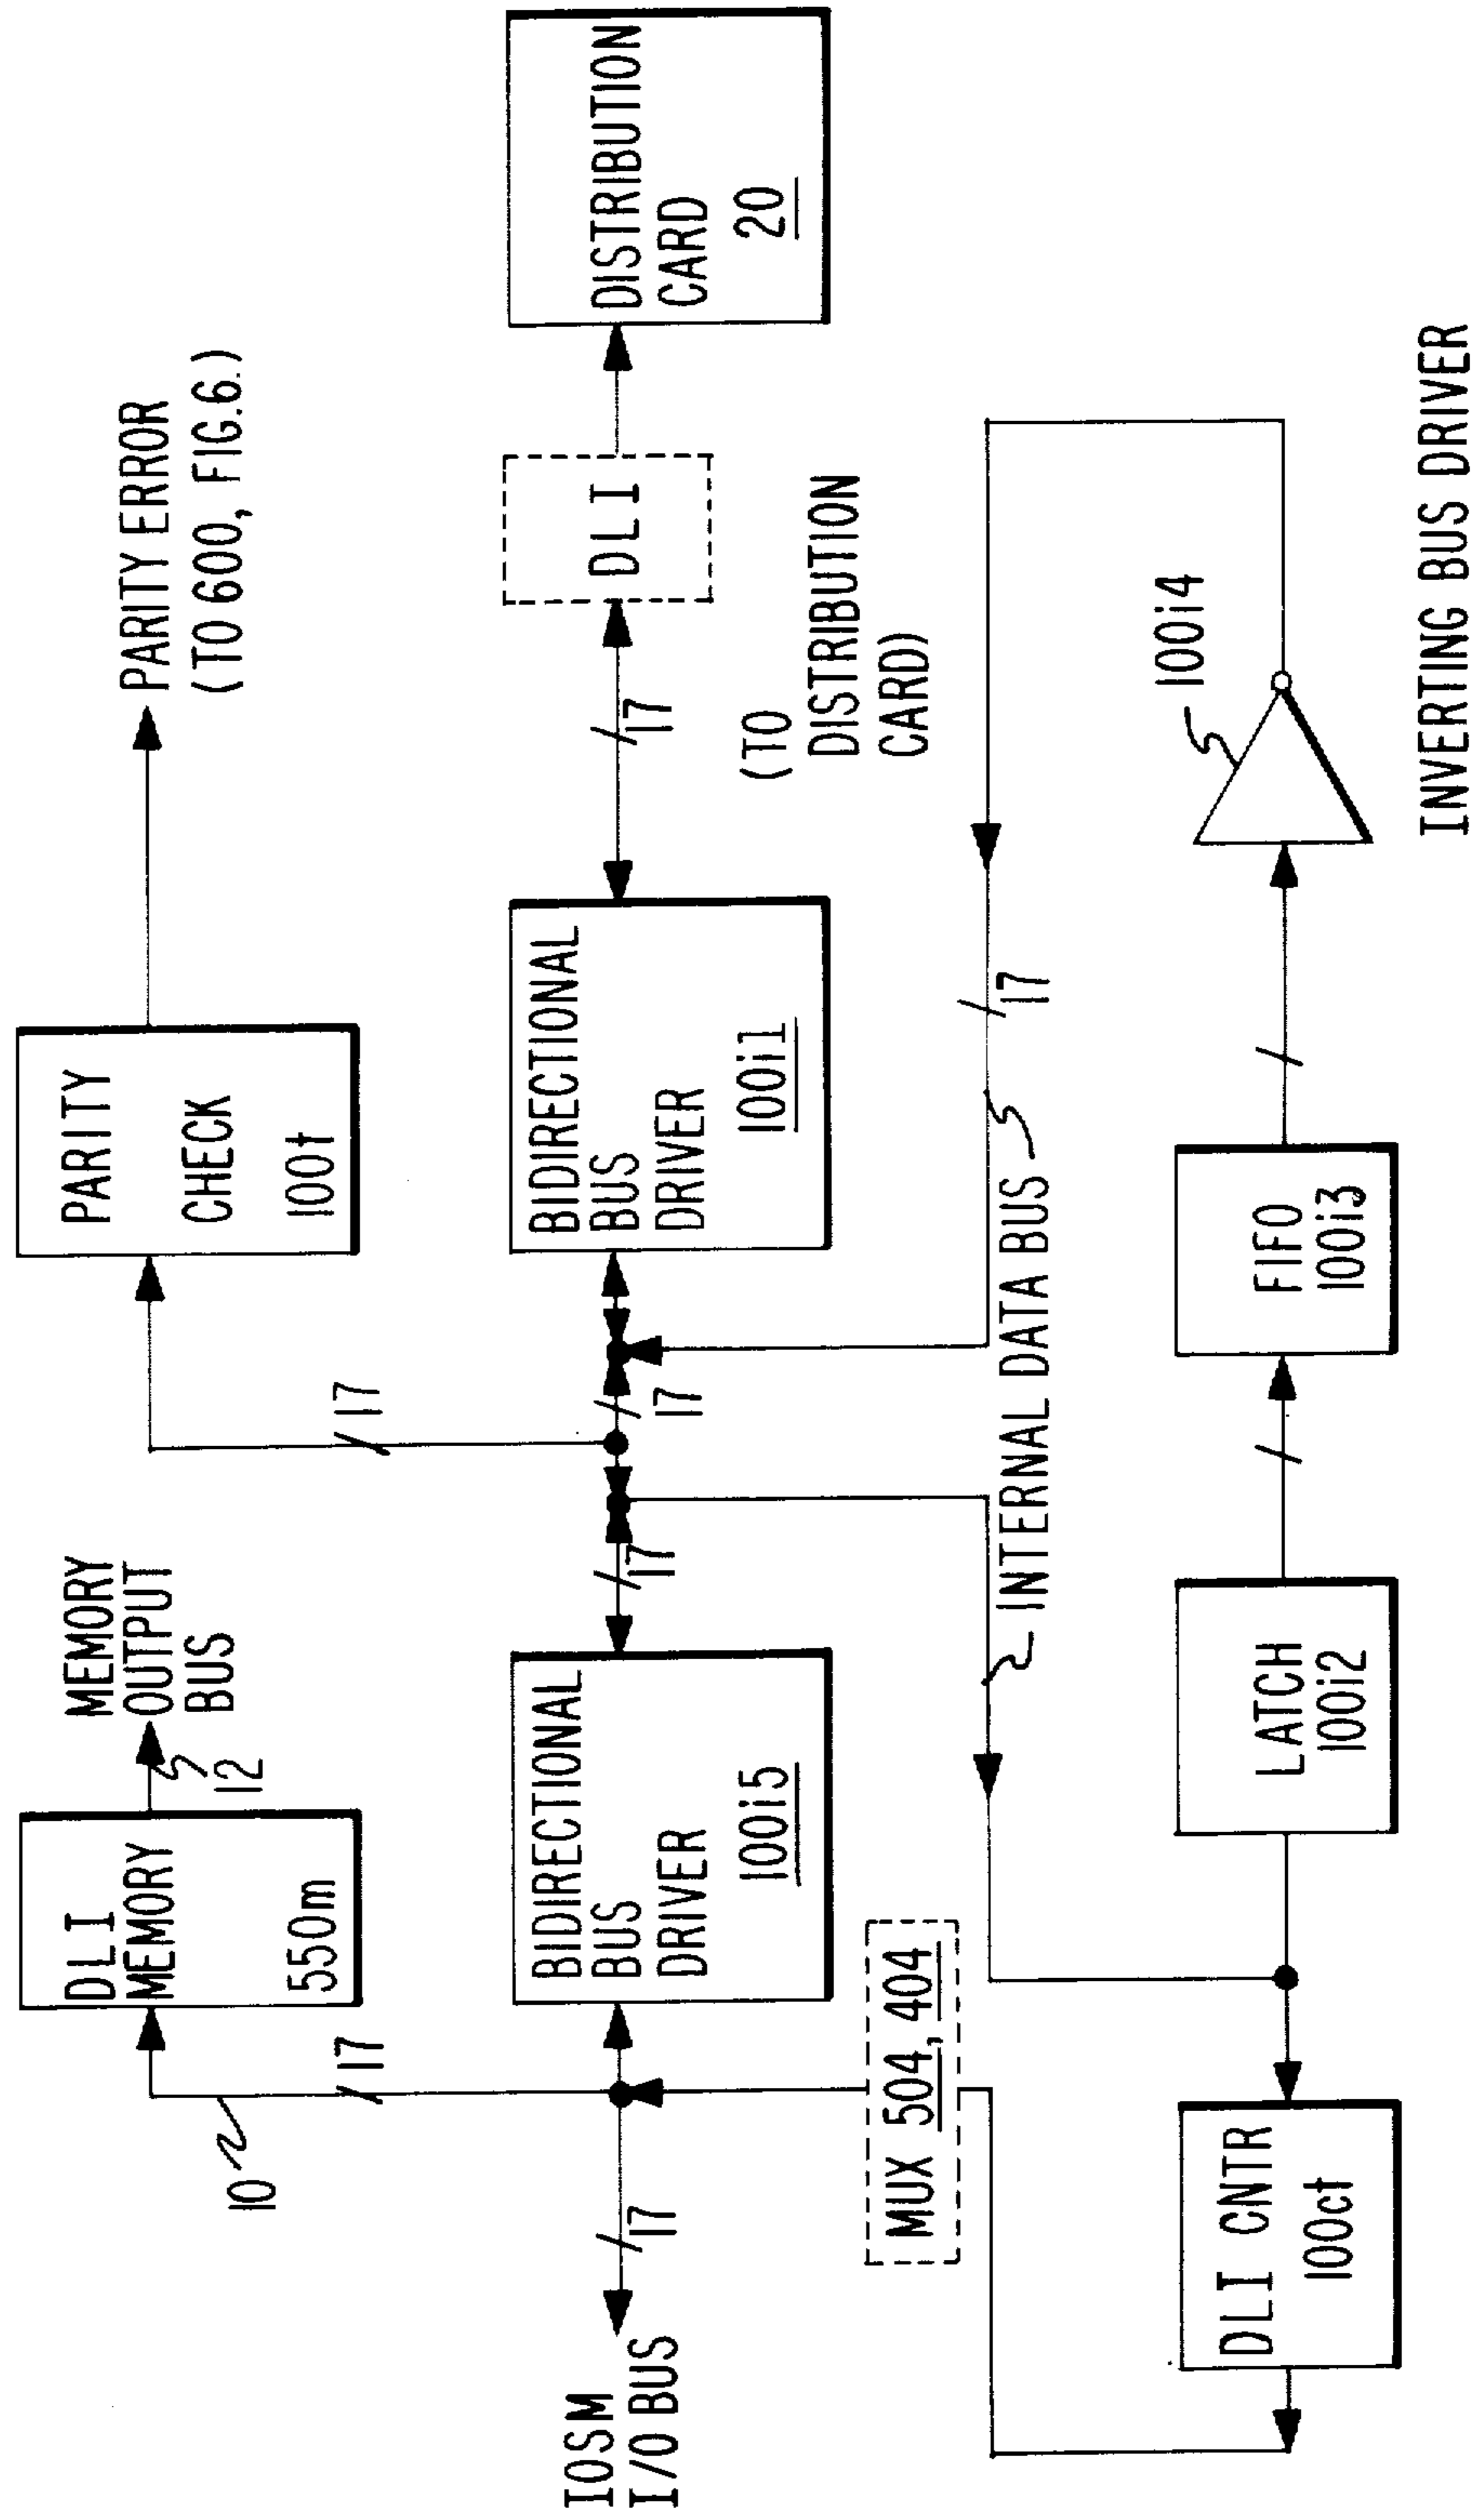 DLI
MEMORY
550m
MEMORY
OUTPUT
BUS
12
10
17
PARITY
CHECK
100t
PARITY ERROR
(TO 600, FIG.6.)
17
IOSM
I/O BUS
17
BIDIRECTIONAL
BUS
DRIVER
100i5
17
17
BIDIRECTIONAL
BUS
DRIVER
100i1
17
DLI
DISTRIBUTION
CARD
20
(TO
DISTRIBUTION
CARD)
MUX 504, 404
INTERNAL DATA BUS
17
DLI CNTR
100ct
LATCH
100i2
FIFO
100i3
100i4
INVERTING BUS DRIVER